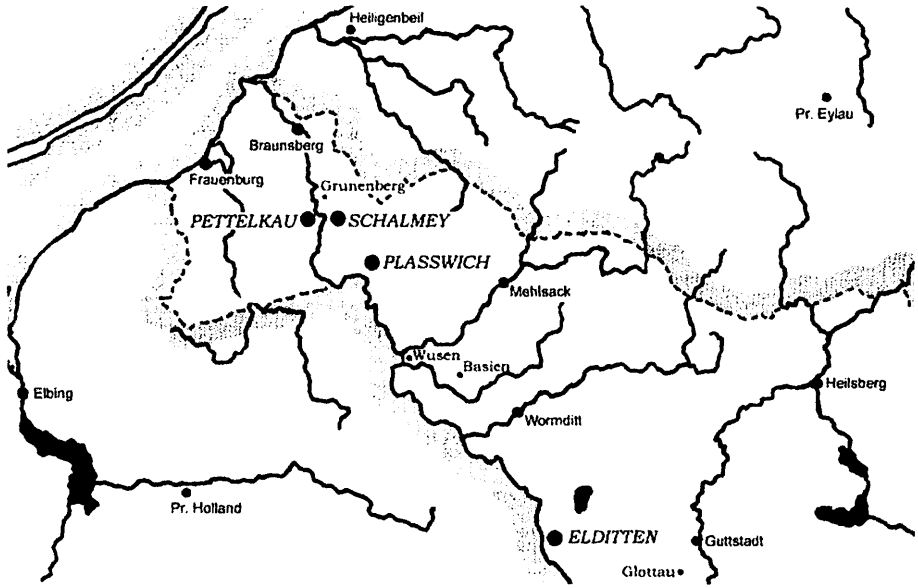 Heiligenbeil
Pr. Eylau
Braunsberg
Frauenburg
Grunenberg
PETTELKAU
SCHALMEY
PLASSWICH
Mehlsack
Wusen
Basien
Elbing
Heilsberg
Wormditt
Pr. Holland
ELDITTEN
Guttstadt
Glottau